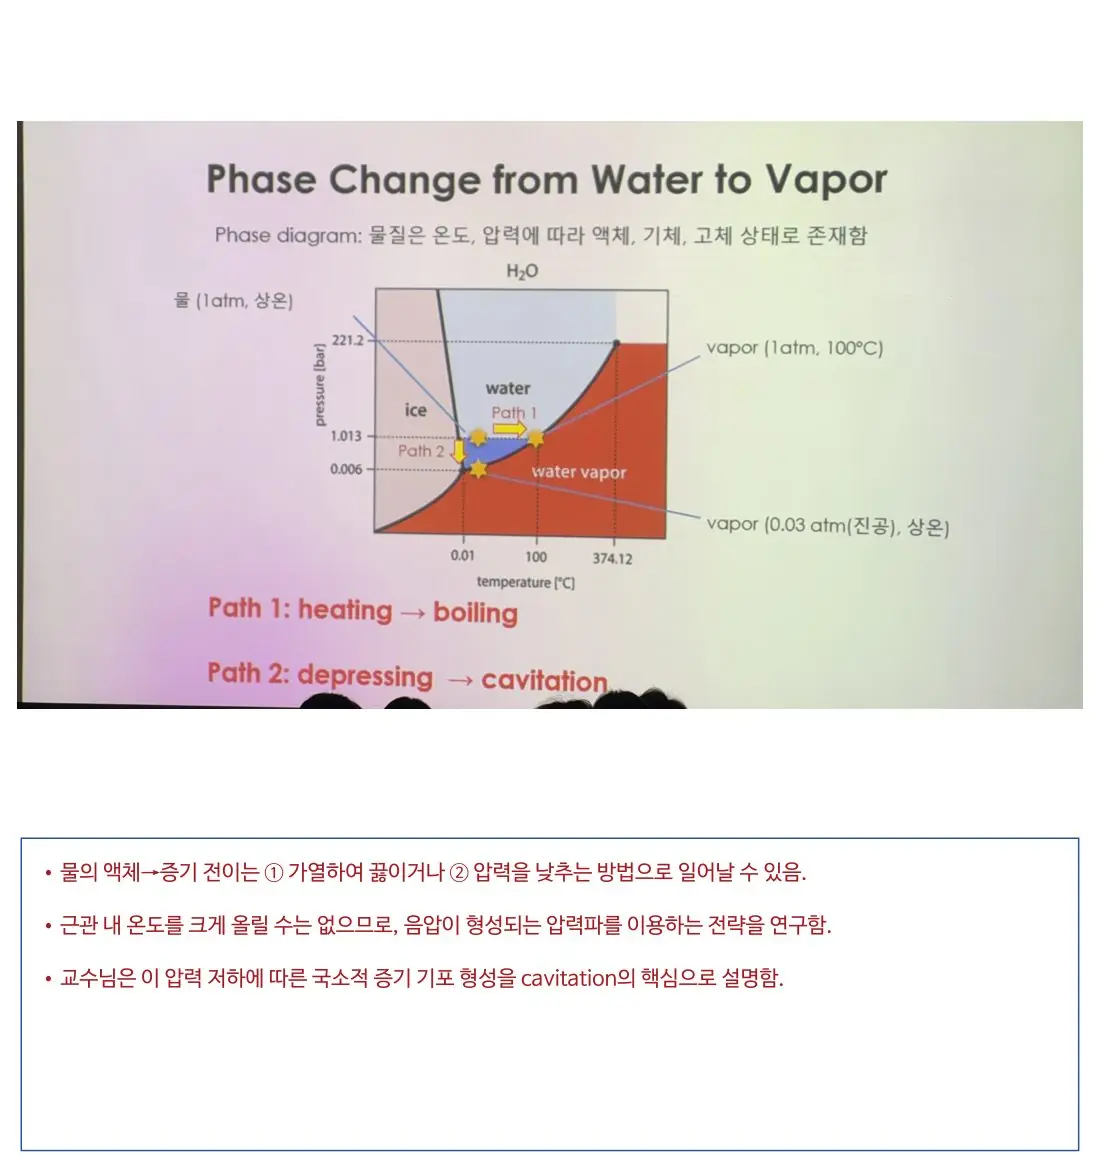 Phase Change from Water to Vapor
Phase diagram: 물질은 온도, 압력에 따라 액체, 기체, 고체 상태로 존재함
H₂O
물 (1atm, 상온)
221.2
vapor (1atm, 100°C)
pressure [bar]
water
ice
Path 1
1.013
Path 2
0.006
water vapor
vapor (0.03 atm(진공), 상온)
0.01
100
374.12
temperature [°C]
Path 1: heating → boiling
Path 2: depressing → cavitation
• 물의 액체→증기 전이는 ① 가열하여 끓이거나 ② 압력을 낮추는 방법으로 일어날 수 있음.
• 근관 내 온도를 크게 올릴 수는 없으므로, 음압이 형성되는 압력파를 이용하는 전략을 연구함.
• 교수님은 이 압력 저하에 따른 국소적 증기 기포 형성을 cavitation의 핵심으로 설명함.